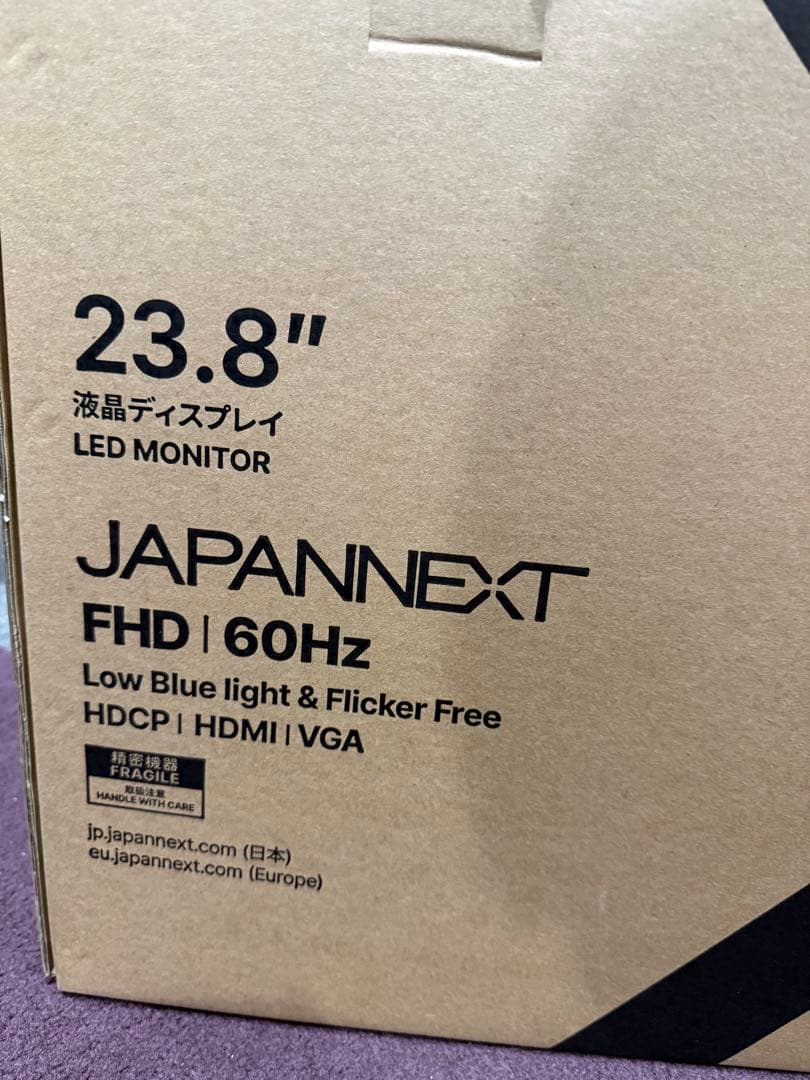 23.8"
液晶ディスプレイ
LED MONITOR
JAPANNEXT
FHD | 60Hz
Low Blue light & Flicker Free
HDCP | HDMI | VGA
精密機器
FRAGILE
取扱注意
HANDLE WITH CARE
jp.japannext.com (日本)
eu.japannext.com (Europe)